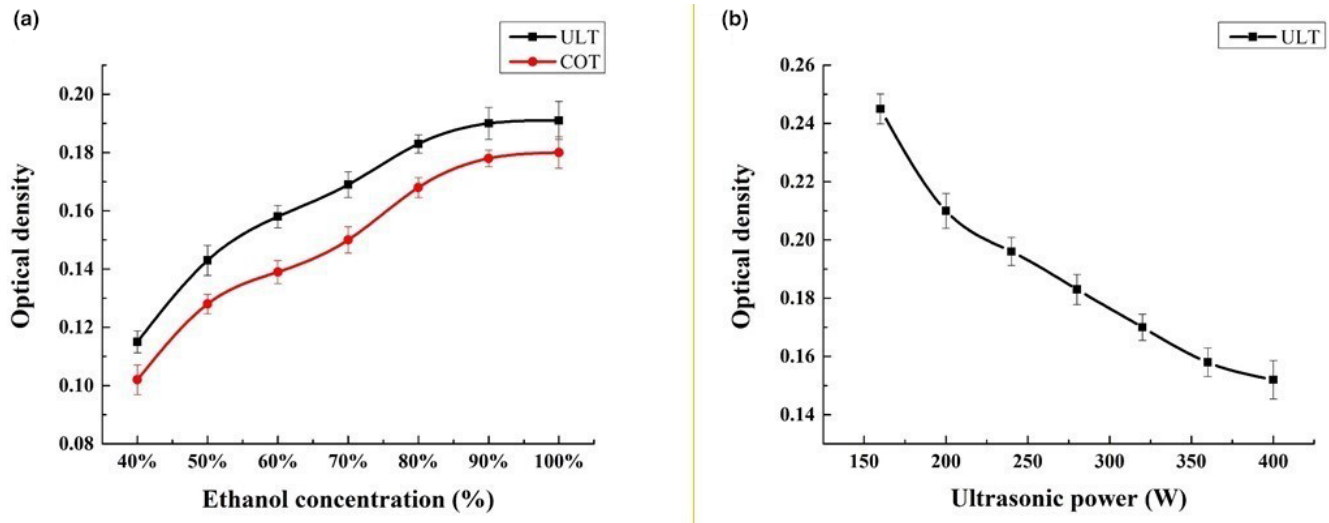 (a)
ULT
COT
0.20
0.18
0.16
0.14
0.12
0.10
0.08
Optical density
40% 50% 60% 70% 80% 90% 100%
Ethanol concentration (%)
(b)
ULT
0.26
0.24
0.22
0.20
0.18
0.16
0.14
Optical density
150 200 250 300 350 400
Ultrasonic power (W)